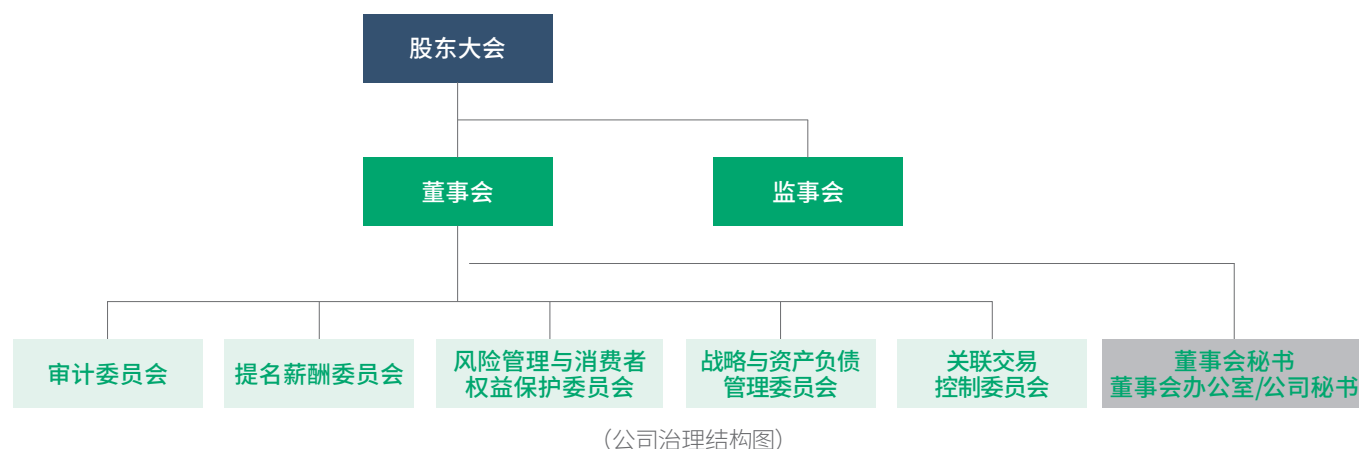 股东大会
董事会
监事会
审计委员会
提名薪酬委员会
风险管理与消费者
权益保护委员会
战略与资产负债
管理委员会
关联交易
控制委员会
董事会秘书
董事会办公室/公司秘书
（公司治理结构图）